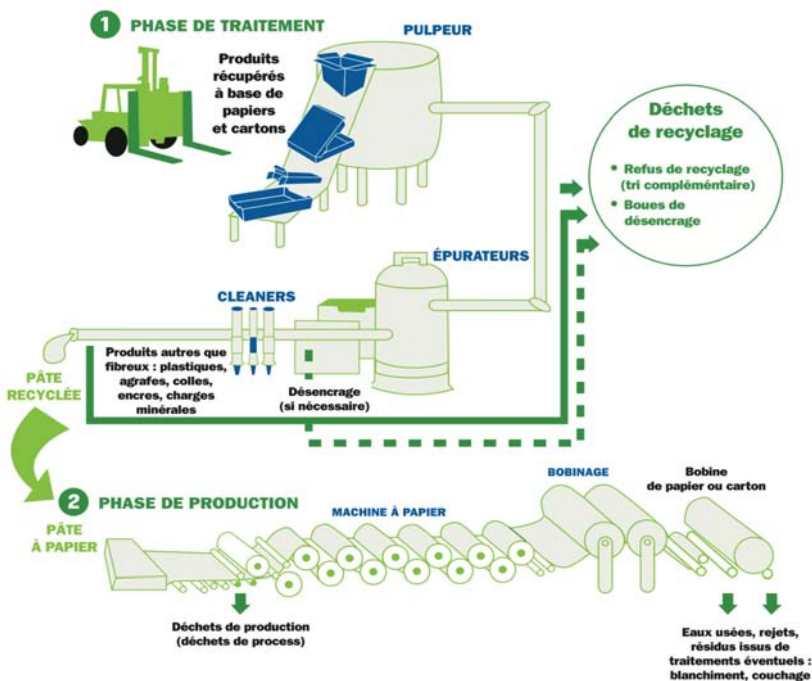 1 PHASE DE TRAITEMENT
PULPEUR
Produits
récupérés
à base de
papiers
et cartons
Déchets
de recyclage
• Refus de recyclage
(tri complémentaire)
• Boues de
désencrage
ÉPURATEURS
CLEANERS
Produits autres que
fibreux : plastiques,
agrafes, colles,
encres, charges
minérales
Désencrage
(si nécessaire)
PÂTE
RECYCLÉE
2 PHASE DE PRODUCTION
PÂTE
À PAPIER
MACHINE À PAPIER
BOBINAGE
Bobine
de papier ou carton
Déchets de production
(déchets de process)
Eaux usées, rejets,
résidus issus de
traitements éventuels :
blanchiment, couchage